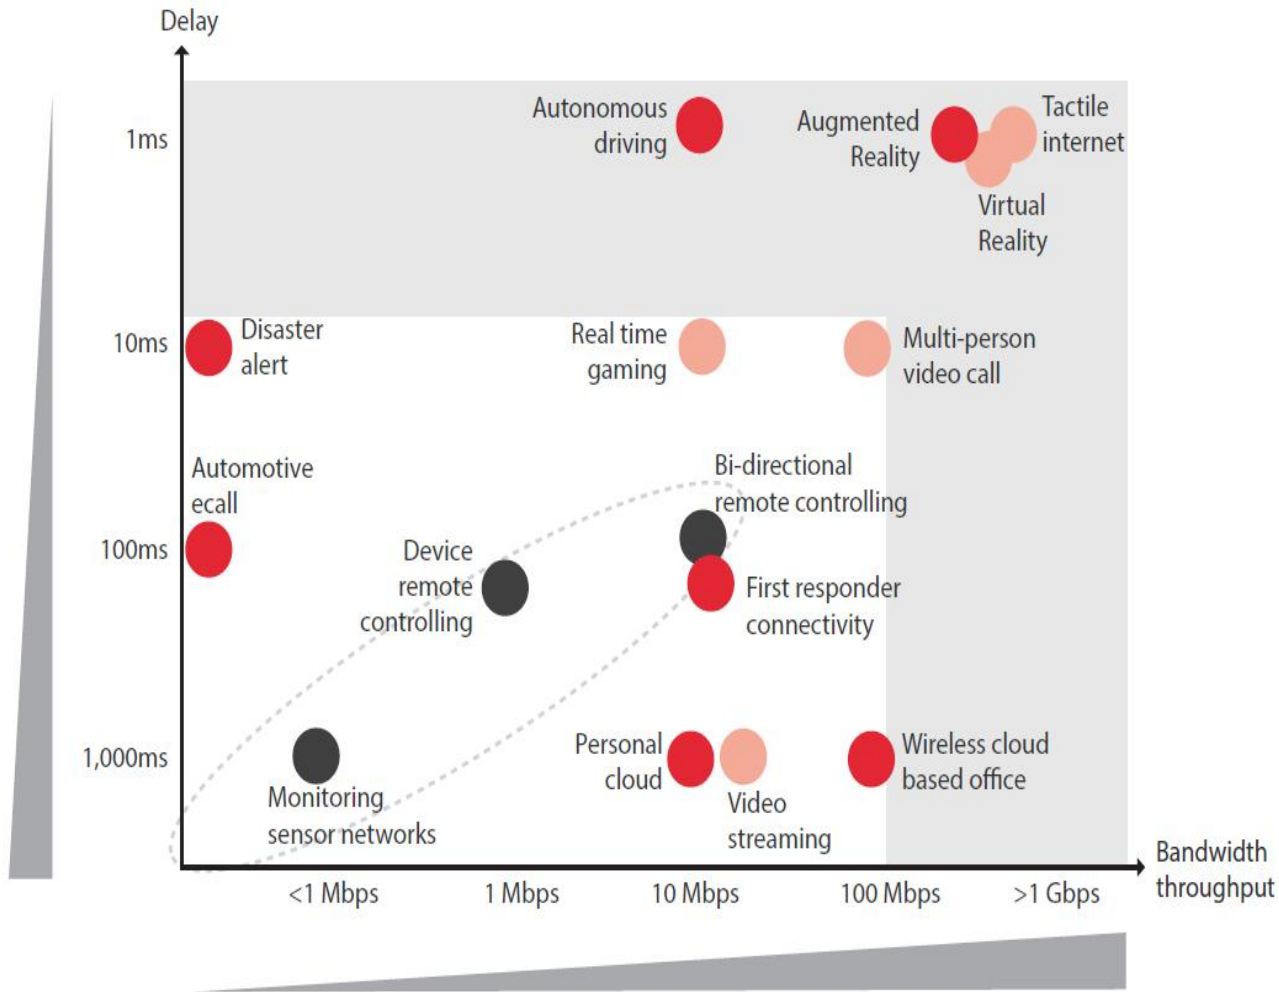 Delay
1ms
10ms
100ms
1,000ms
Autonomous
driving
Augmented
Reality
Tactile
internet
Virtual
Reality
Disaster
alert
Real time
gaming
Multi-person
video call
Automotive
ecall
Bi-directional
remote controlling
Device
remote
controlling
First responder
connectivity
Monitoring
sensor networks
Personal
cloud
Video
streaming
Wireless cloud
based office
<1 Mbps
1 Mbps
10 Mbps
100 Mbps
>1 Gbps
Bandwidth
throughput